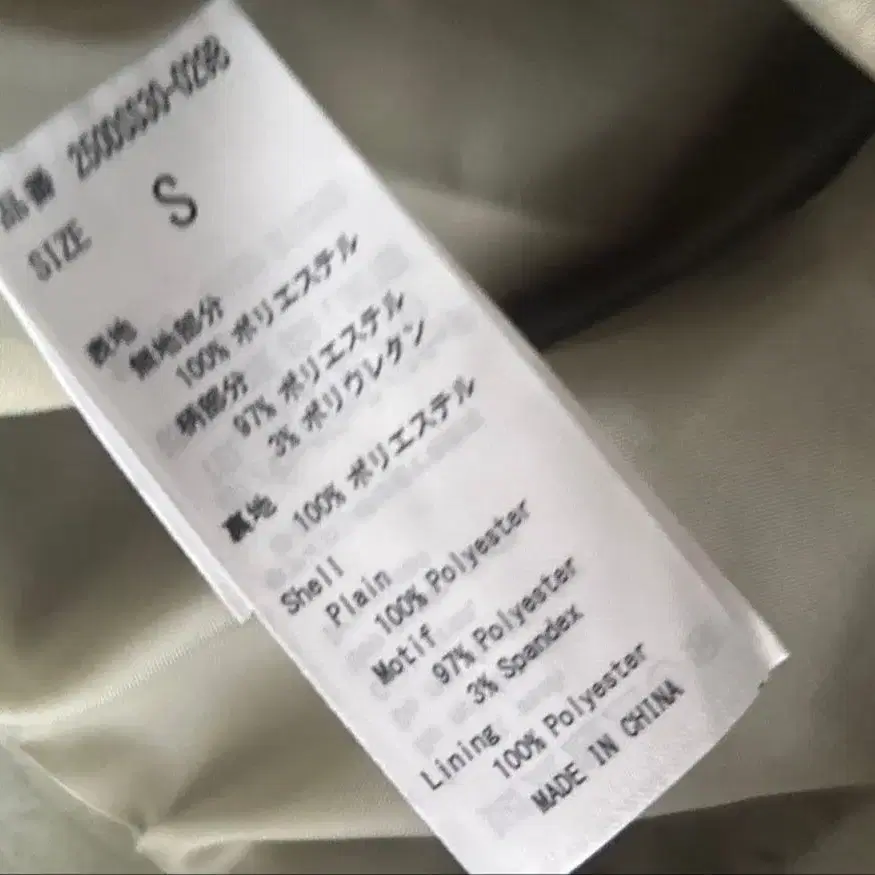 品番 250DS530-0298
SIZE S
表地
無地部分
100% ポリエステル
柄部分
97% ポリエステル
3% ポリウレタン
裏地
100% ポリエステル
Shell
Plain
100% Polyester
Motif
97% Polyester
3% Spandex
Lining
100% Polyester
MADE IN CHINA